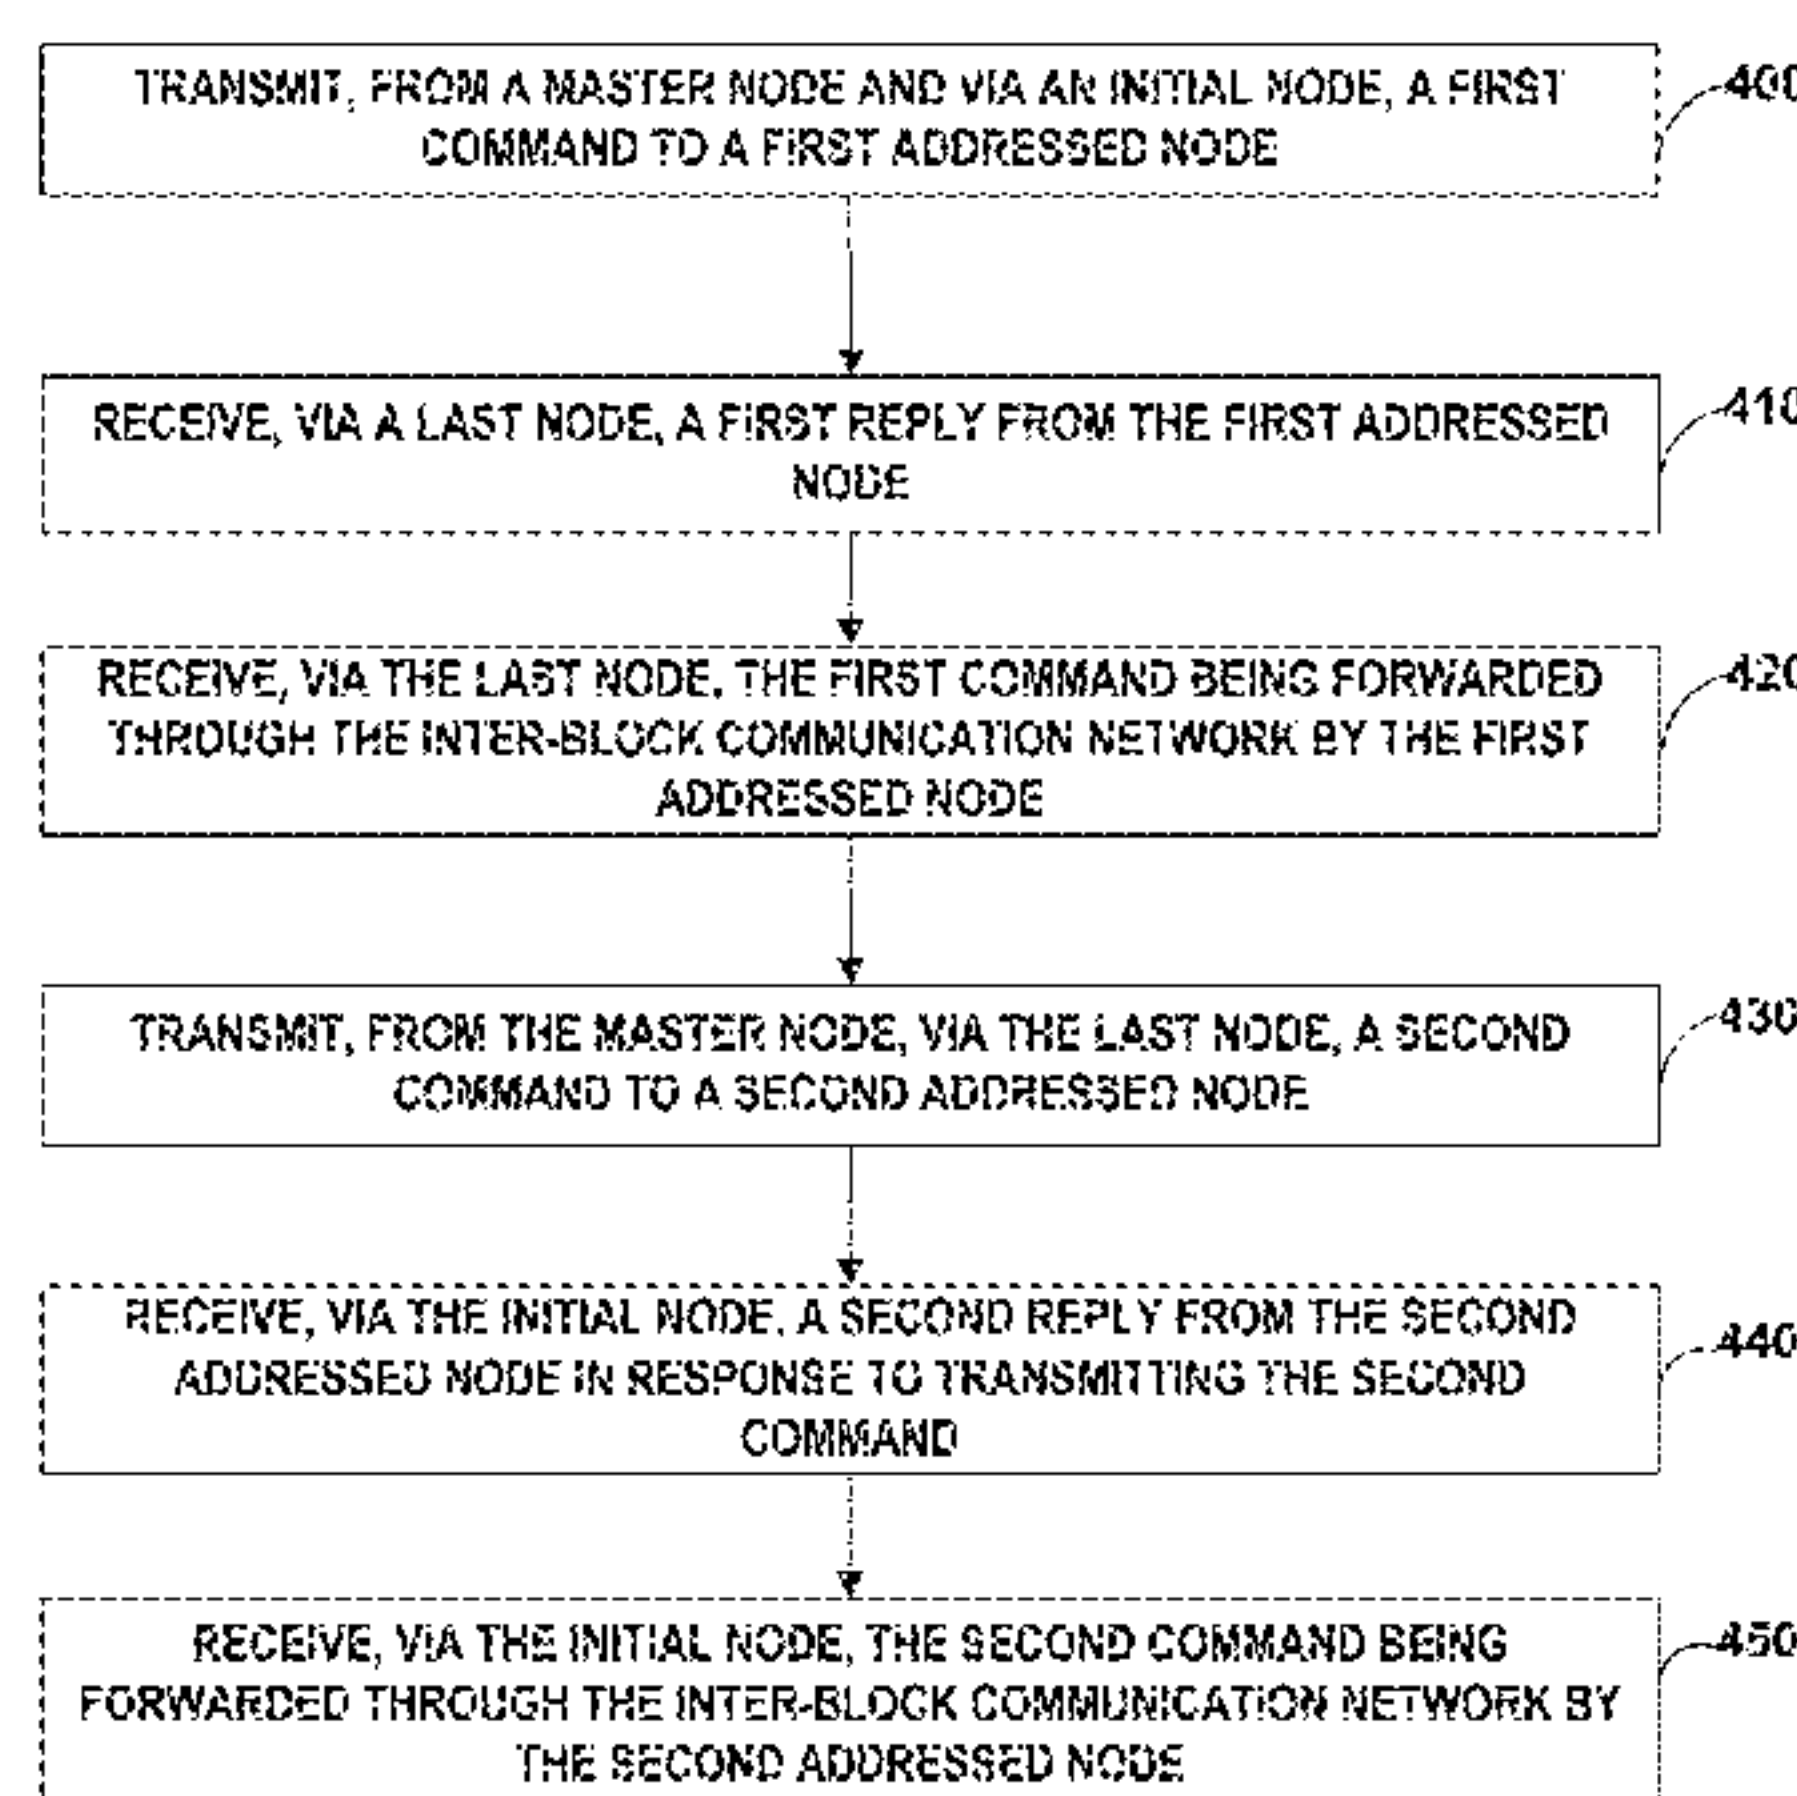 TRANSMIT, FROM A MASTER NODE AND VIA AN INITIAL NODE, A FIRST
COMMAND TO A FIRST ADDRESSED NODE
400
RECEIVE, VIA A LAST NODE, A FIRST REPLY FROM THE FIRST ADDRESSED
NODE
410
RECEIVE, VIA THE LAST NODE, THE FIRST COMMAND BEING FORWARDED
THROUGH THE INTER-BLOCK COMMUNICATION NETWORK BY THE FIRST
ADDRESSED NODE
420
TRANSMIT, FROM THE MASTER NODE, VIA THE LAST NODE, A SECOND
COMMAND TO A SECOND ADDRESSED NODE
430
RECEIVE, VIA THE INITIAL NODE, A SECOND REPLY FROM THE SECOND
ADDRESSED NODE IN RESPONSE TO TRANSMITTING THE SECOND
COMMAND
440
RECEIVE, VIA THE INITIAL NODE, THE SECOND COMMAND BEING
FORWARDED THROUGH THE INTER-BLOCK COMMUNICATION NETWORK BY
THE SECOND ADDRESSED NODE
450